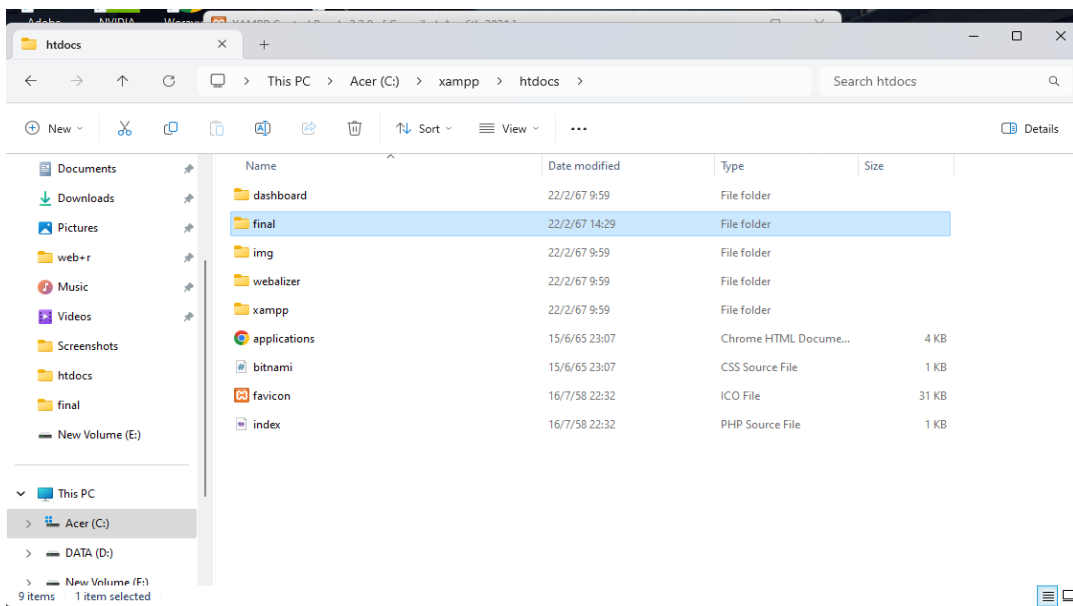 Adobe NVIDIA
htdocs
This PC > Acer (C:) > xampp > htdocs >
Search htdocs
New
Sort
View
Details
Documents
Downloads
Pictures
web+r
Music
Videos
Screenshots
htdocs
final
New Volume (E:)
This PC
Acer (C:)
DATA (D:)
New Volume (E:)
Name Date modified Type Size
dashboard 22/2/67 9:59 File folder
final 22/2/67 14:29 File folder
img 22/2/67 9:59 File folder
webalizer 22/2/67 9:59 File folder
xampp 22/2/67 9:59 File folder
applications 15/6/65 23:07 Chrome HTML Docume... 4 KB
bitnami 15/6/65 23:07 CSS Source File 1 KB
favicon 16/7/58 22:32 ICO File 31 KB
index 16/7/58 22:32 PHP Source File 1 KB
9 items 1 item selected